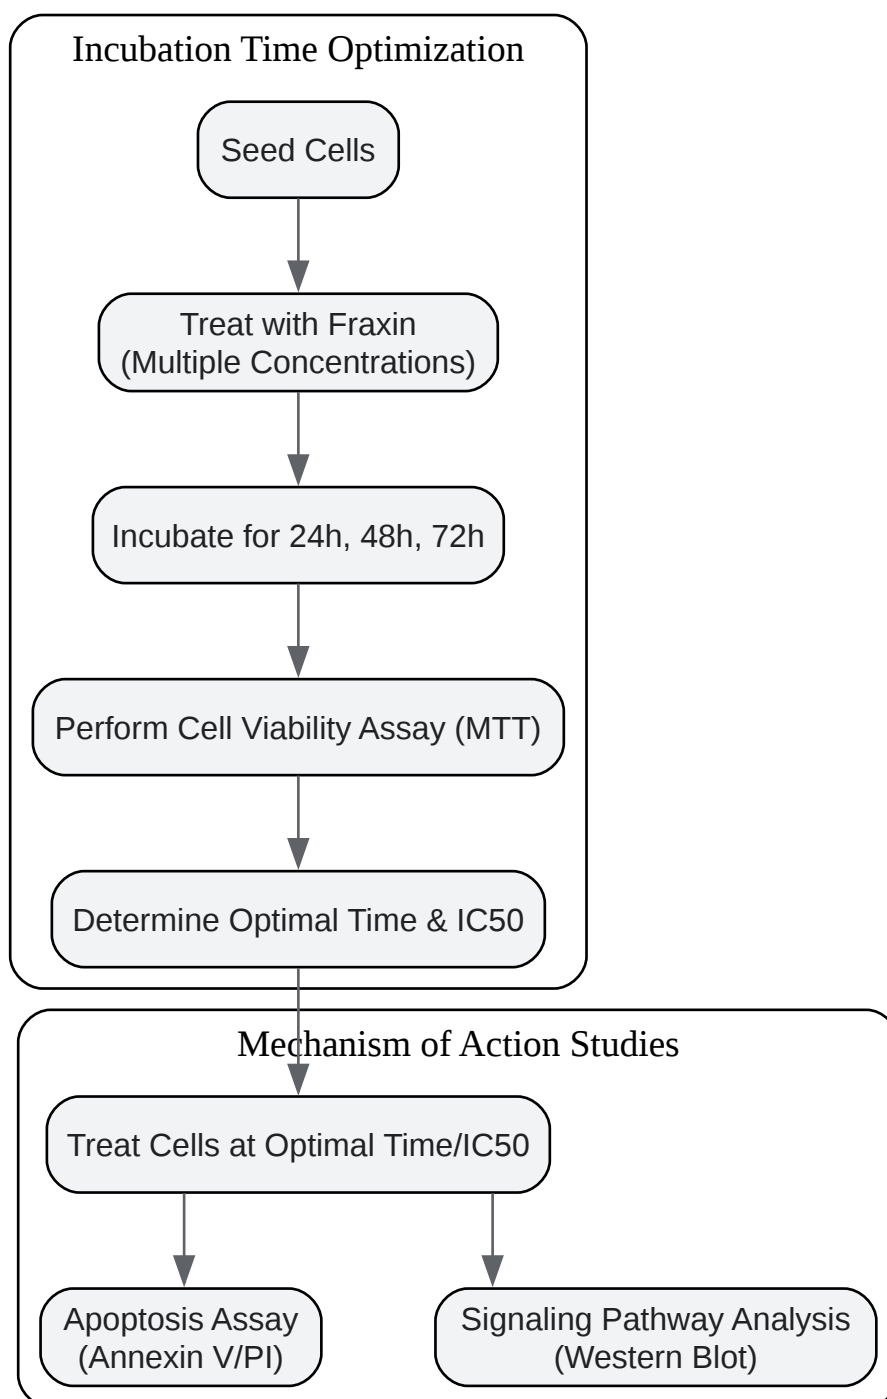 Incubation Time Optimization
Seed Cells
Treat with Fraxin
(Multiple Concentrations)
Incubate for 24h, 48h, 72h
Perform Cell Viability Assay (MTT)
Determine Optimal Time & IC50
Mechanism of Action Studies
Treat Cells at Optimal Time/IC50
Apoptosis Assay
(Annexin V/PI)
Signaling Pathway Analysis
(Western Blot)